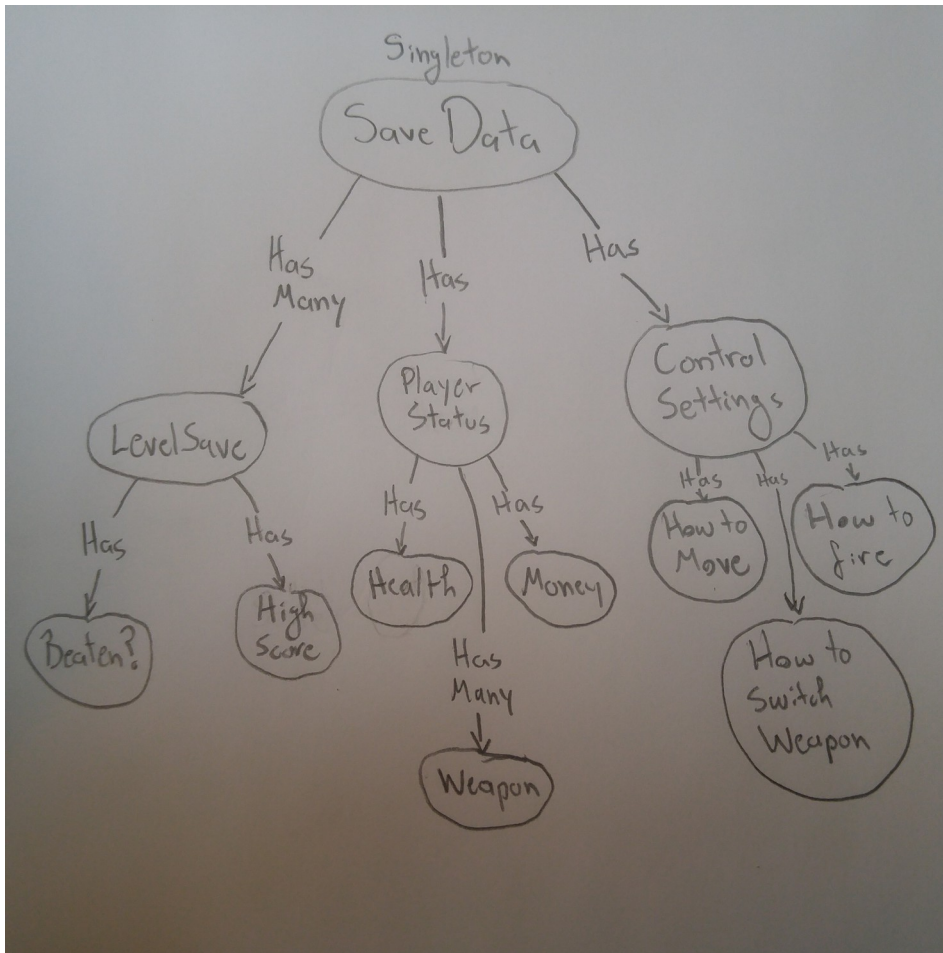 Singleton
Save Data
Has
Many
Has
Has
LevelSave
Player
Status
Control
Settings
Has
Has
Has
Has
Has
Has
Has
Beaten?
High
Score
Health
Money
How to
Move
How to
fire
Has
Many
Weapon
How to
Switch
Weapon